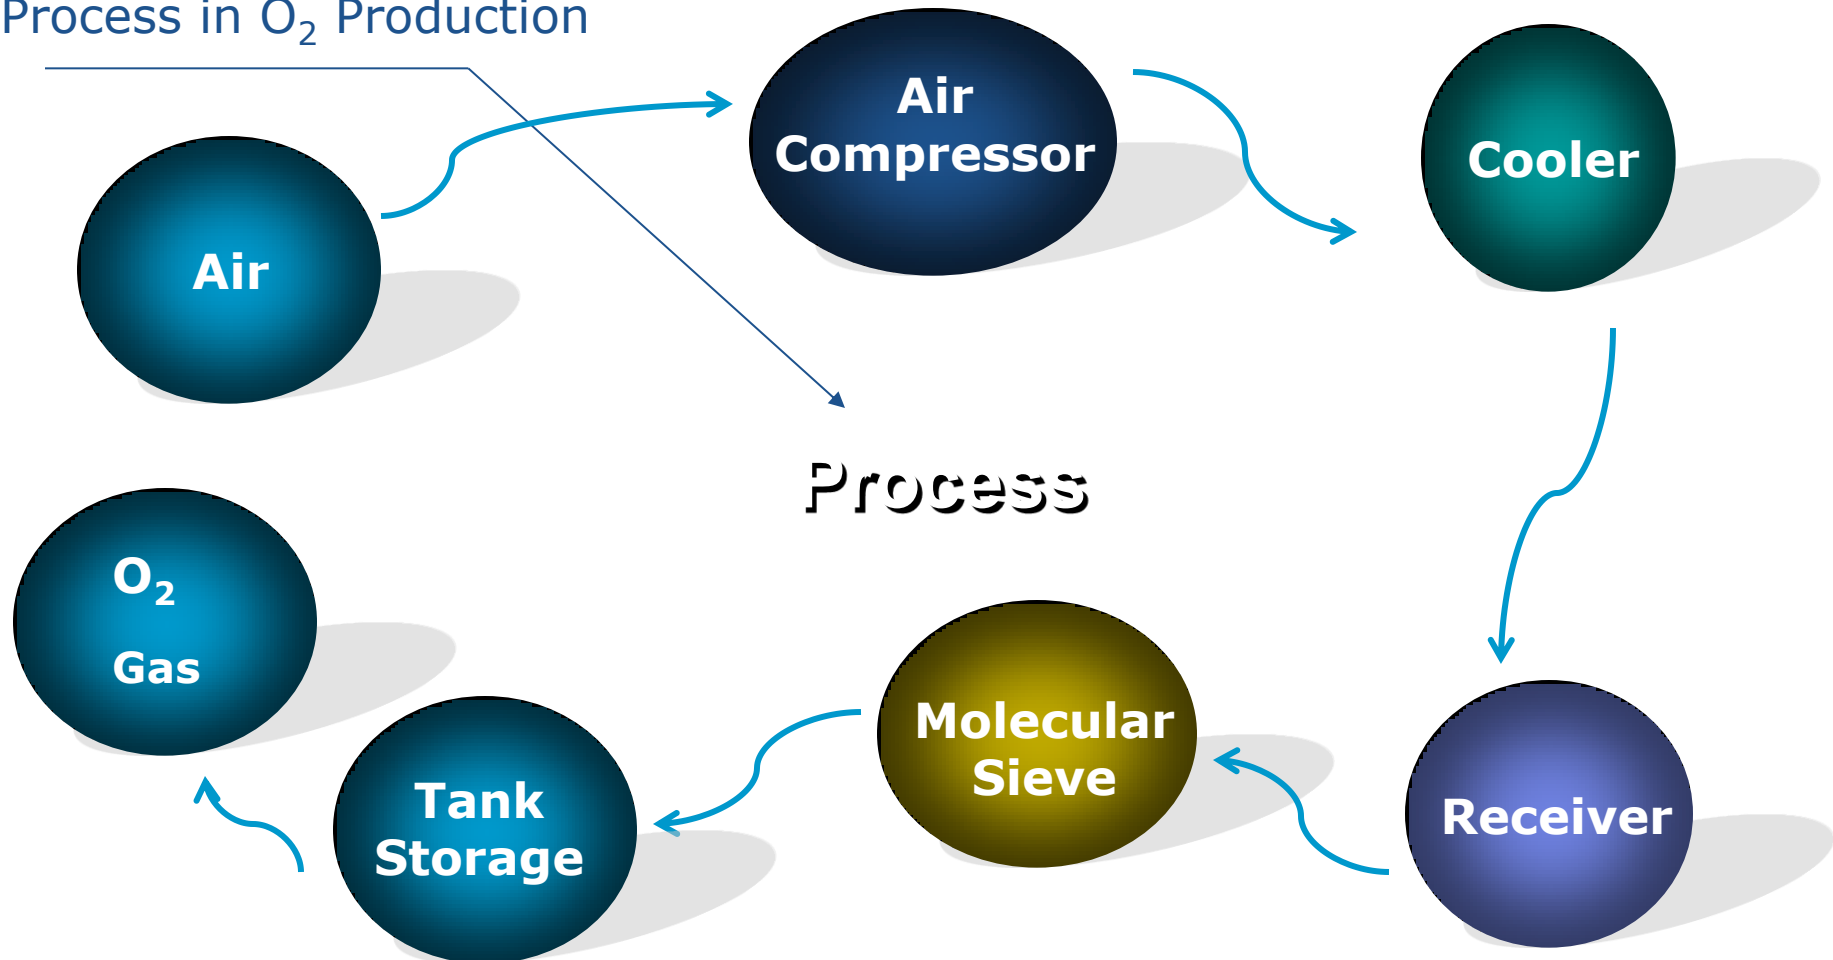 Process in O₂ Production
Air
Compressor
Cooler
Air
Process
O₂
Gas
Molecular
Sieve
Tank
Storage
Receiver